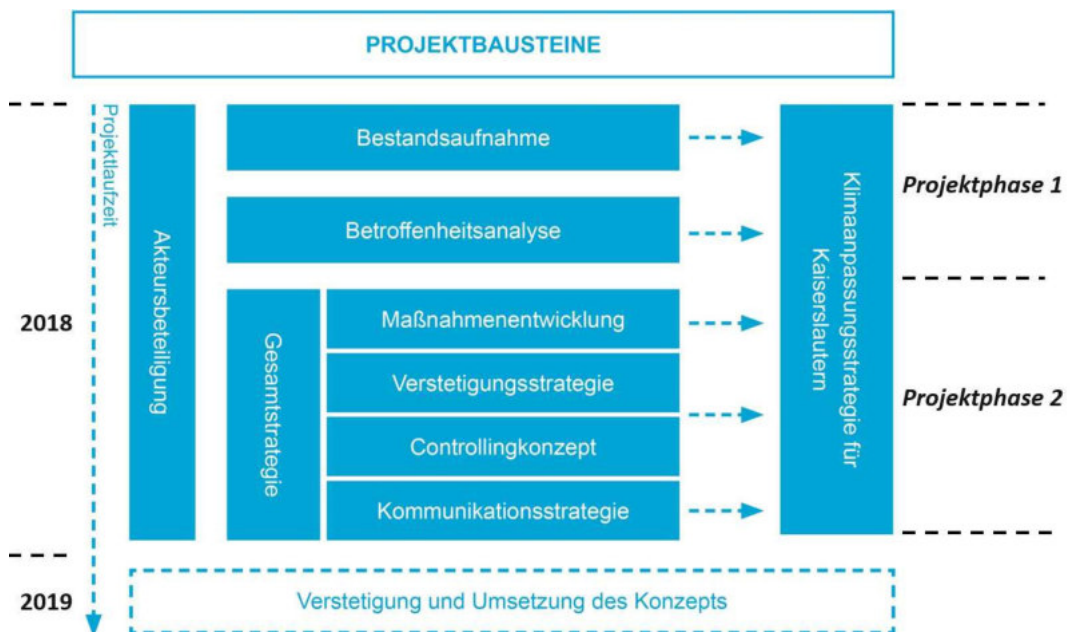 PROJEKTBAUSTEINE
Projektlaufzeit
Akteursbeteiligung
Bestandsaufnahme
Betroffenheitsanalyse
Gesamtstrategie
Maßnahmenentwicklung
Verstetigungsstrategie
Controllingkonzept
Kommunikationsstrategie
Klimaanpassungsstrategie für
Kaiserslautern
Projektphase 1
Projektphase 2
2018
2019
Verstetigung und Umsetzung des Konzepts